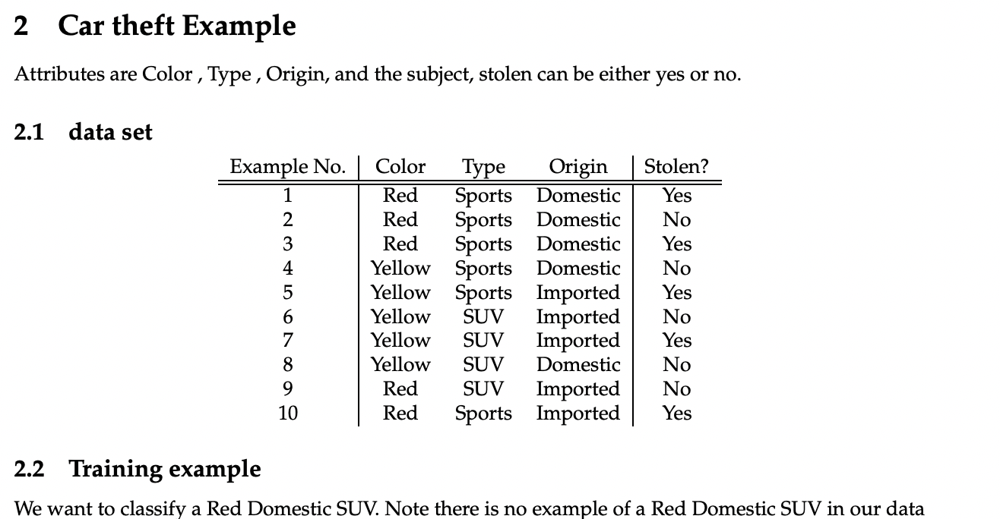 2 Car theft Example
Attributes are Color , Type , Origin, and the subject, stolen can be either yes or no.
2.1 data set
Example No. Color Type Origin Stolen?
1 Red Sports Domestic Yes
2 Red Sports Domestic No
3 Red Sports Domestic Yes
4 Yellow Sports Domestic No
5 Yellow Sports Imported Yes
6 Yellow SUV Imported No
7 Yellow SUV Imported Yes
8 Yellow SUV Domestic No
9 Red SUV Imported No
10 Red Sports Imported Yes
2.2 Training example
We want to classify a Red Domestic SUV. Note there is no example of a Red Domestic SUV in our data